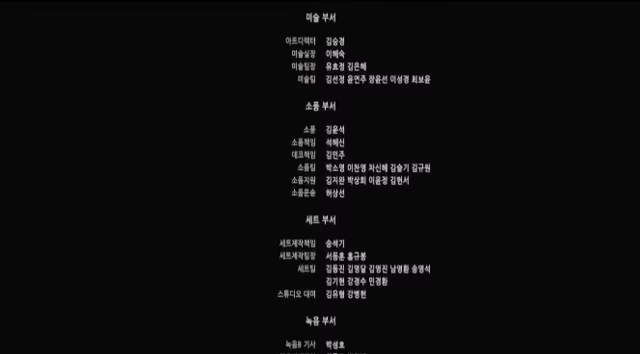 미술 부서
아트디렉터 김승경
미술실장 이혜숙
미술팀장 유효정 김은혜
미술팀 김선정 윤연주 장윤선 이성경 최보윤
소품 부서
소품 김윤석
소품책임 석혜신
데코책임 김민주
소품팀 박소영 이찬영 차신혜 김슬기 김규원
소품지원 김지완 박상희 이윤정 김현서
소품운송 허상선
세트 부서
세트제작책임 송석기
세트제작팀장 서동훈 홍규봉
세트팀 김동진 김영달 김영진 남영환 송영석
김기현 강경수 민경환
스튜디오 대여 김유형 강병헌
녹음 부서
녹음B 기사 박성호